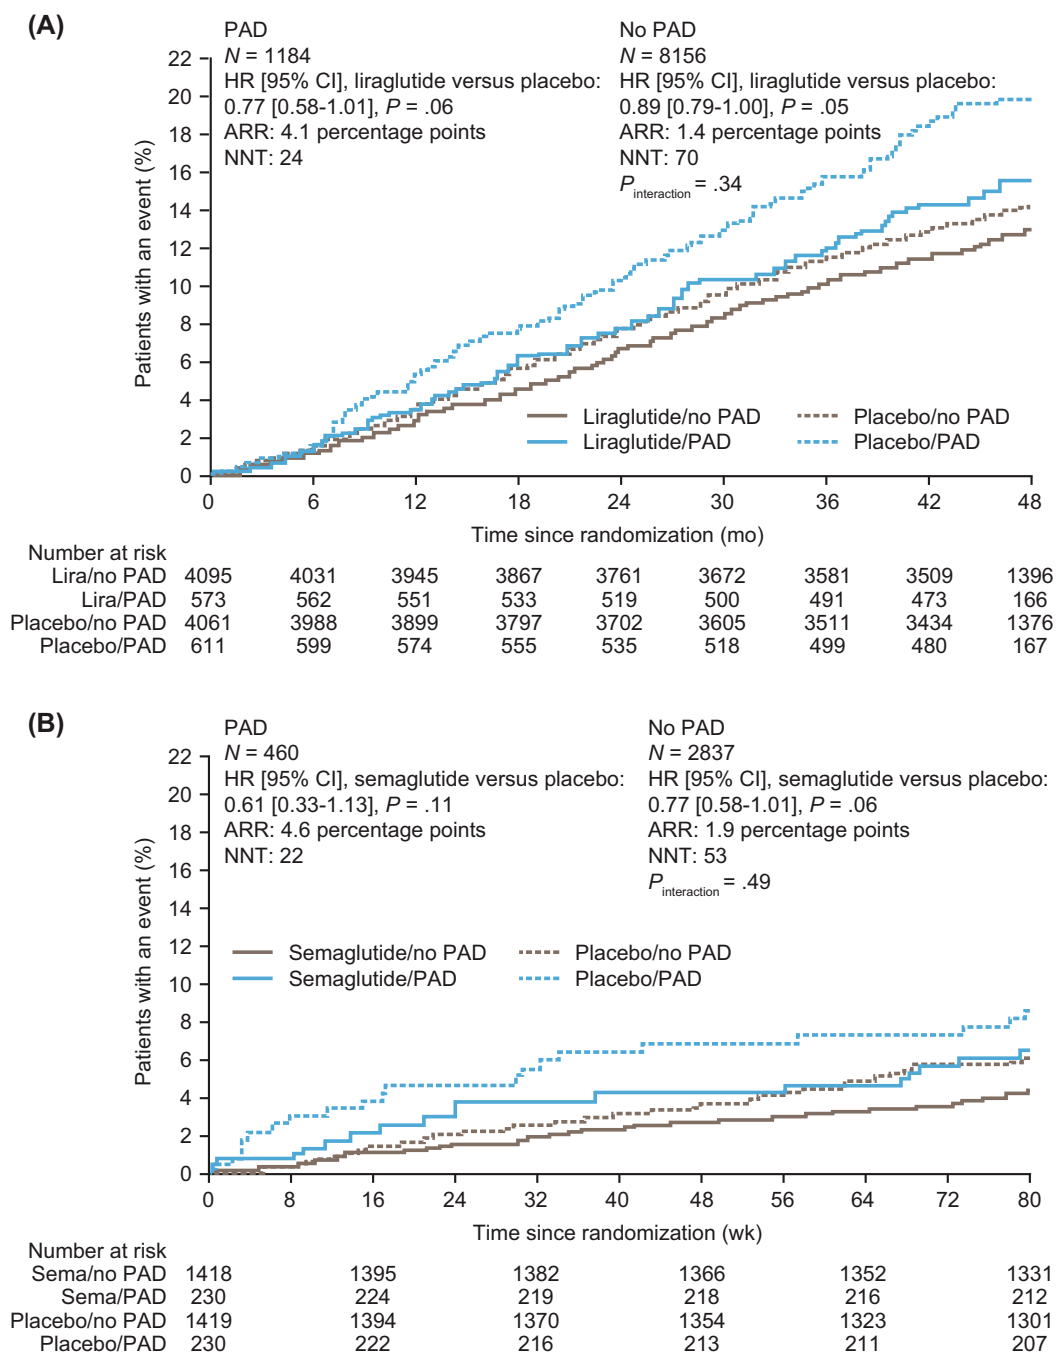 (A)
PAD
N = 1184
HR [95% CI], liraglutide versus placebo:
0.77 [0.58-1.01], P = .06
ARR: 4.1 percentage points
NNT: 24
No PAD
N = 8156
HR [95% CI], liraglutide versus placebo:
0.89 [0.79-1.00], P = .05
ARR: 1.4 percentage points
NNT: 70
Pinteraction = .34
Patients with an event (%)
22
20
18
16
14
12
10
8
6
4
2
0
Liraglutide/no PAD
Liraglutide/PAD
Placebo/no PAD
Placebo/PAD
0 6 12 18 24 30 36 42 48
Time since randomization (mo)
Number at risk
Lira/no PAD 4095 4031 3945 3867 3761 3672 3581 3509 1396
Lira/PAD 573 562 551 533 519 500 491 473 166
Placebo/no PAD 4061 3988 3899 3797 3702 3605 3511 3434 1376
Placebo/PAD 611 599 574 555 535 518 499 480 167
(B)
PAD
N = 460
HR [95% CI], semaglutide versus placebo:
0.61 [0.33-1.13], P = .11
ARR: 4.6 percentage points
NNT: 22
No PAD
N = 2837
HR [95% CI], semaglutide versus placebo:
0.77 [0.58-1.01], P = .06
ARR: 1.9 percentage points
NNT: 53
Pinteraction = .49
Patients with an event (%)
22
20
18
16
14
12
10
8
6
4
2
0
Semaglutide/no PAD
Semaglutide/PAD
Placebo/no PAD
Placebo/PAD
0 8 16 24 32 40 48 56 64 72 80
Time since randomization (wk)
Number at risk
Sema/no PAD 1418 1395 1382 1366 1352 1331
Sema/PAD 230 224 219 218 216 212
Placebo/no PAD 1419 1394 1370 1354 1323 1301
Placebo/PAD 230 222 216 213 211 207